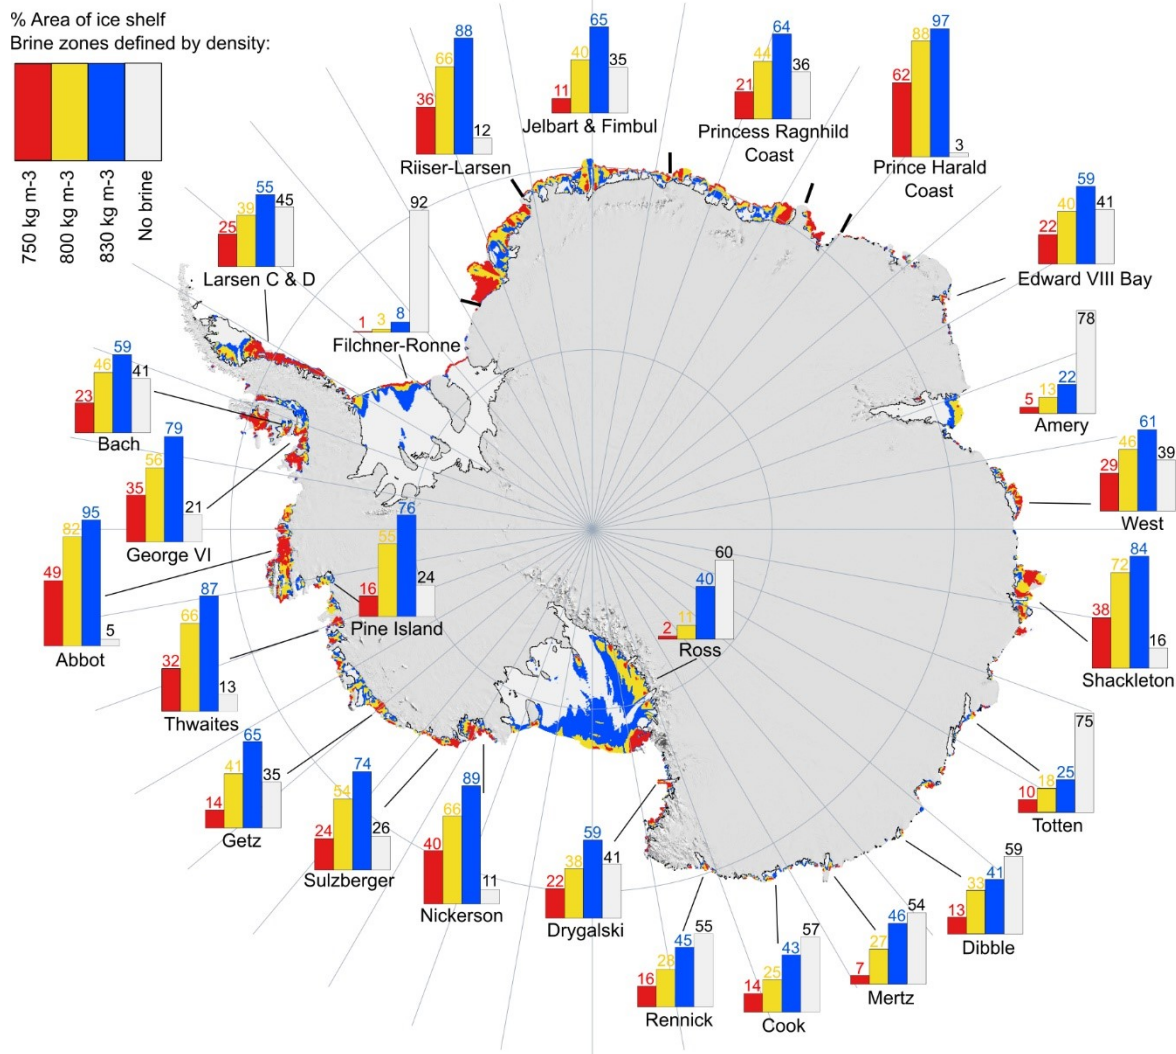 % Area of ice shelf
Brine zones defined by density:
750 kg m-3
800 kg m-3
830 kg m-3
No brine
36 66 88 12
Riiser-Larsen
11 40 65 35
Jelbart & Fimbul
21 44 64 36
Princess Ragnhild
Coast
62 88 97 3
Prince Harald
Coast
25 39 55 45
Larsen C & D
1 3 8 92
Filchner-Ronne
22 40 59 41
Edward VIII Bay
5 13 22 78
Amery
23 46 59 41
Bach
35 56 79 21
George VI
29 46 61 39
West
49 82 95 5
Abbot
16 55 76 24
Pine Island
2 11 40 60
Ross
38 72 84 16
Shackleton
32 66 87 13
Thwaites
14 41 65 35
Getz
24 54 74 26
Sulzberger
40 66 89 11
Nickerson
22 38 59 41
Drygalski
16 28 45 55
Rennick
14 25 43 57
Cook
7 27 46 54
Mertz
13 33 41 59
Dibble
10 18 25 75
Totten